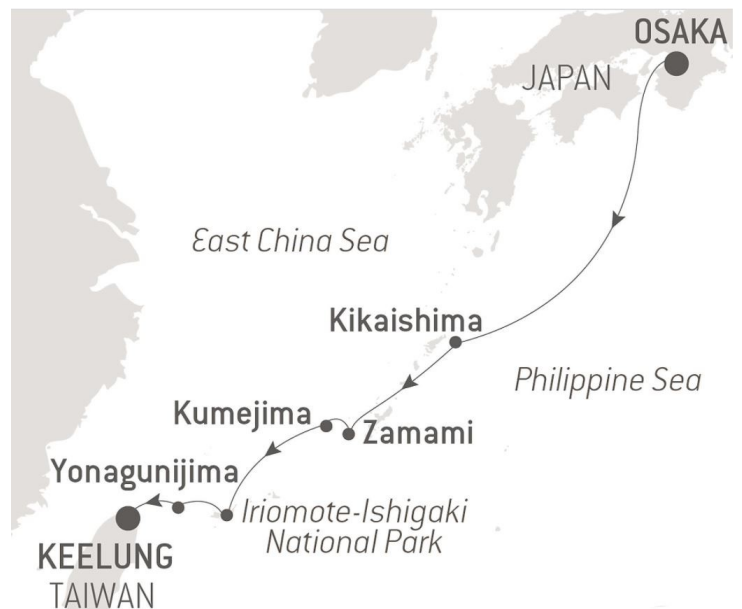 OSAKA
JAPAN
East China Sea
Kikaishima
Philippine Sea
Kumejima
Zamami
Yonagunijima
Iriomote-Ishigaki
National Park
KEELUNG
TAIWAN